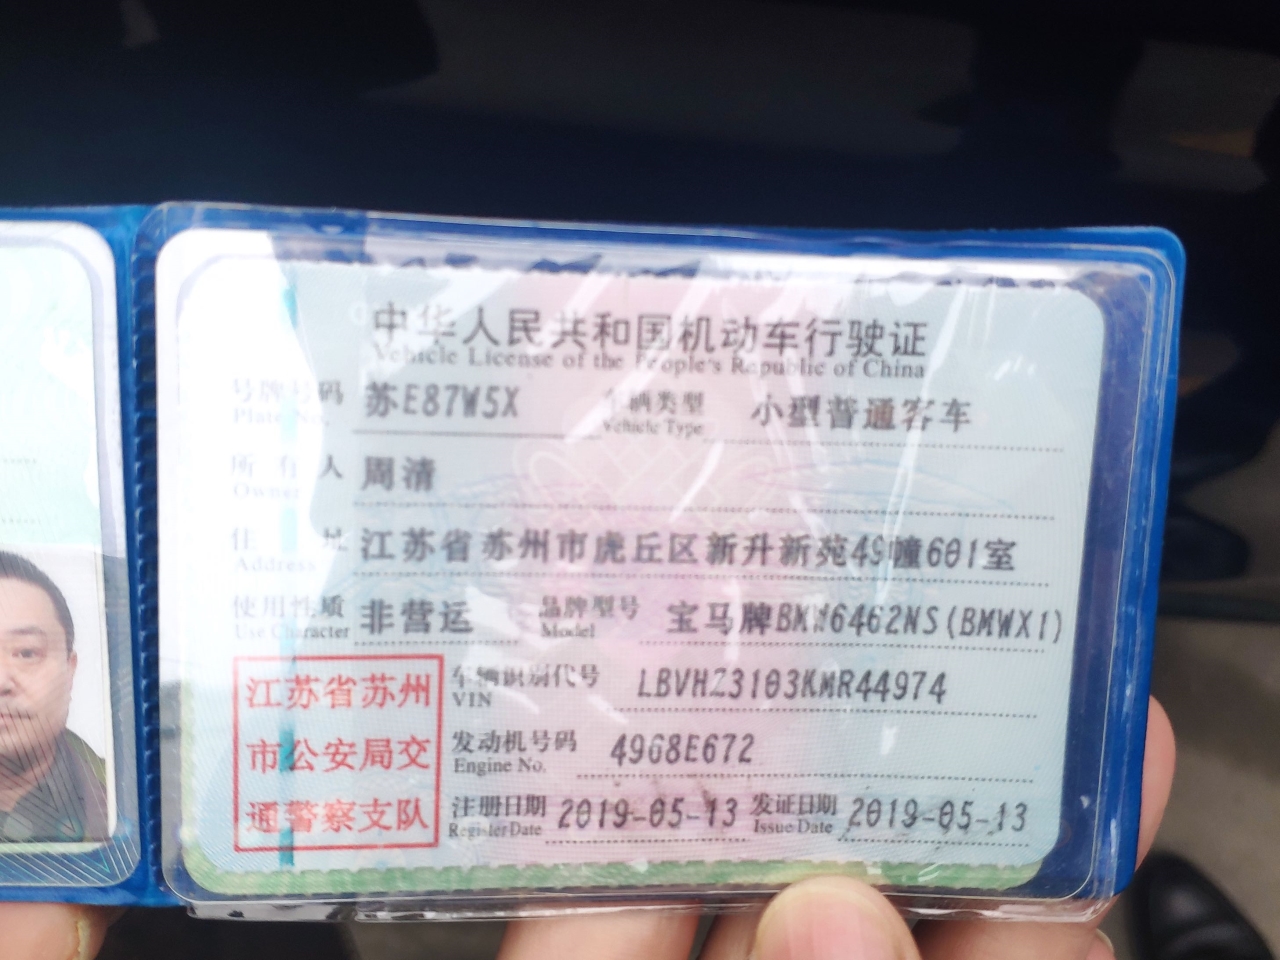 中华人民共和国机动车行驶证
Vehicle License of the People's Republic of China
号牌号码 苏E87W5X 车辆类型 小型普通客车
Plate No. Vehicle Type
所有人 周清
Owner
住址 江苏省苏州市虎丘区新升新苑49幢601室
Address
使用性质 非营运 品牌型号 宝马牌BMW6462NS(BMWX1)
Use Character Model
江苏省苏州 车辆识别代号 LBVHZ3103KMR44974
VIN
市公安局交 发动机号码 4968E672
Engine No.
通警察支队 注册日期 2019-05-13 发证日期 2019-05-13
Register Date Issue Date